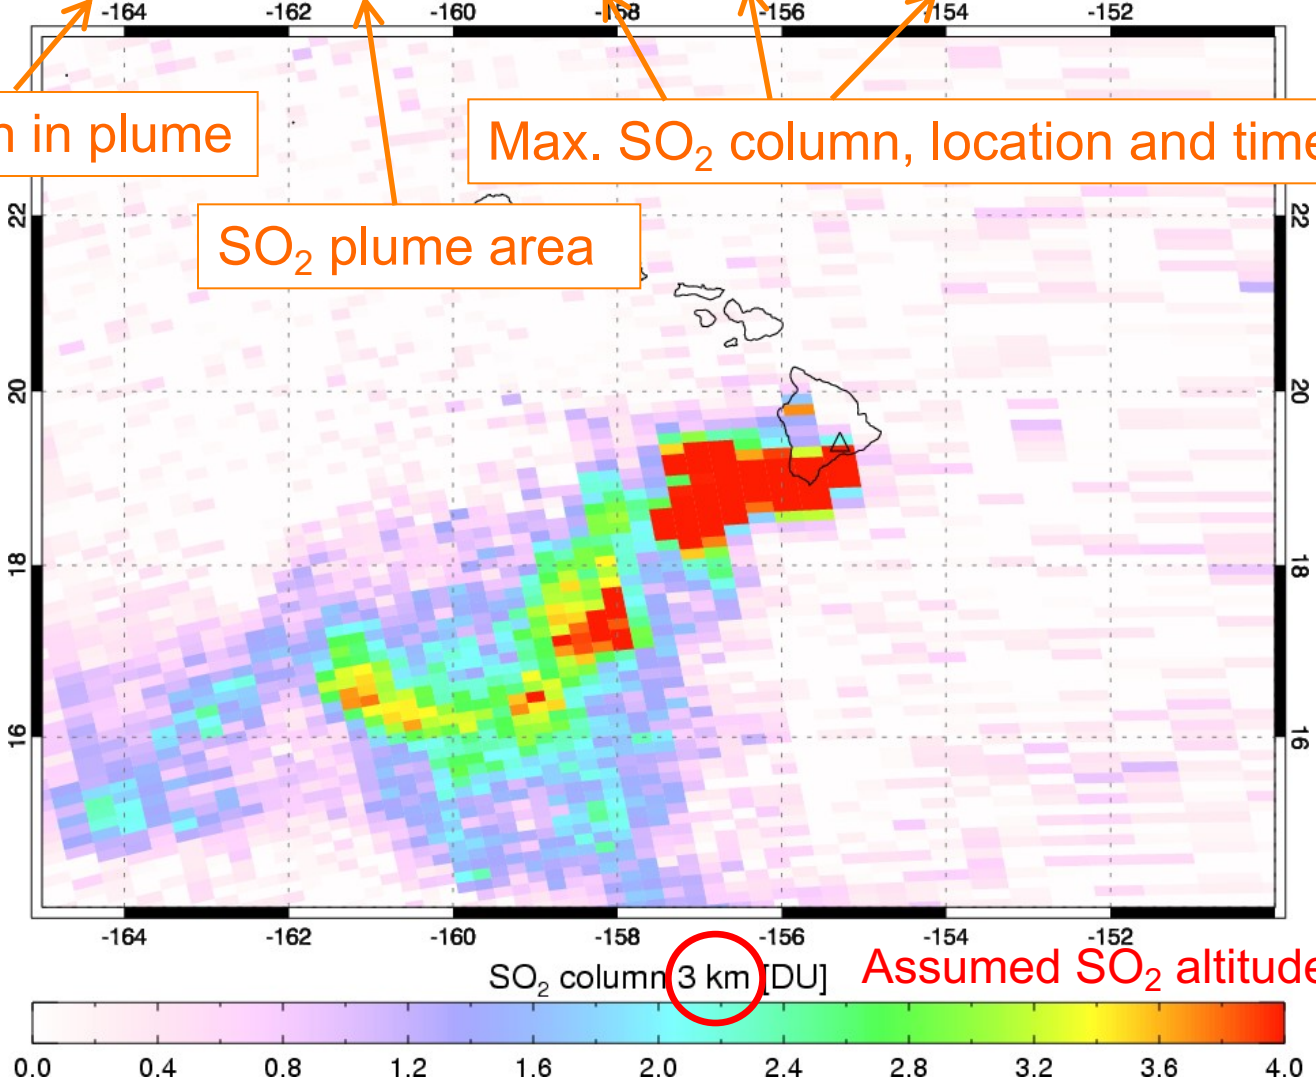 -164 -162 -160 -158 -156 -154 -152
n in plume
Max. SO₂ column, location and time
SO₂ plume area
22 22
20 20
18 18
16 16
-164 -162 -160 -158 -156 -154 -152
SO₂ column 3 km [DU]
Assumed SO₂ altitude
0.0 0.4 0.8 1.2 1.6 2.0 2.4 2.8 3.2 3.6 4.0